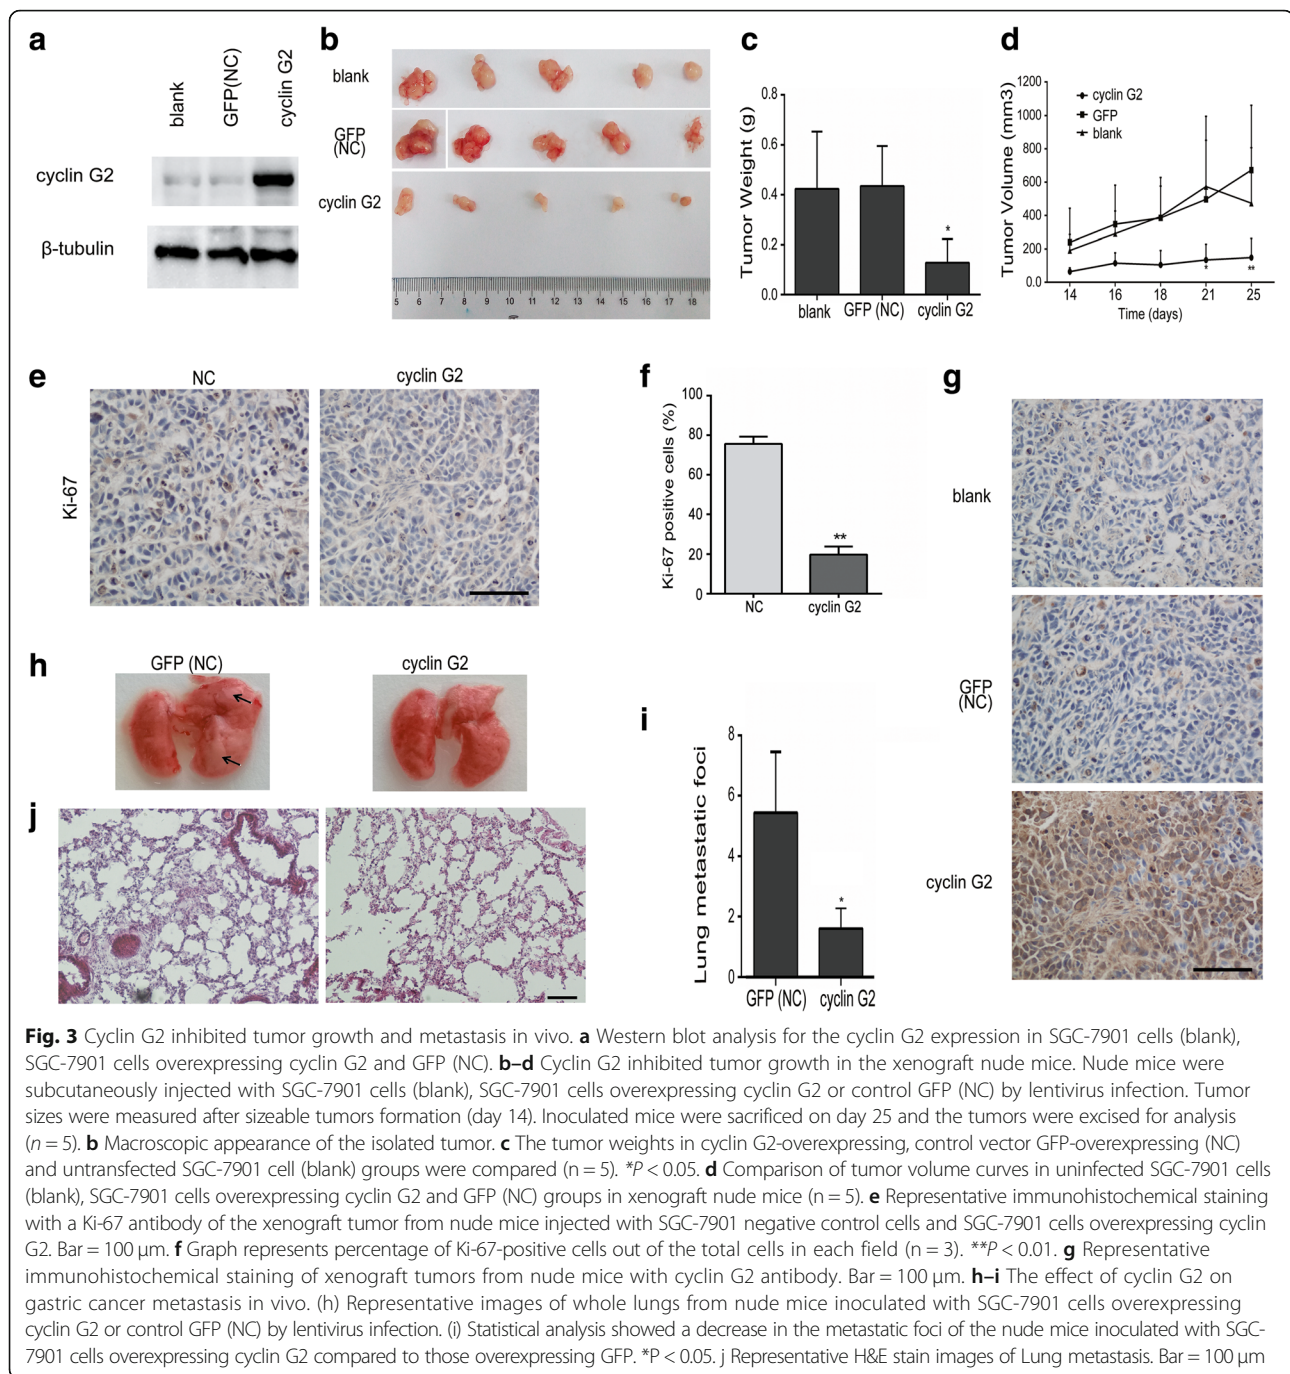 a
blank
GFP(NC)
cyclin G2
cyclin G2
β-tubulin
b
blank
GFP
(NC)
cyclin G2
5 6 7 8 9 10 11 12 13 14 15 16 17 18
c
Tumor Weight (g)
0.8
0.6
0.4
0.2
0.0
*
blank GFP (NC) cyclin G2
d
Tumor Volume (mm3)
1200
1000
800
600
400
200
0
cyclin G2
GFP
blank
* **
14 16 18 21 25
Time (days)
e
NC cyclin G2
Ki-67
f
Ki-67 positive cells (%)
100
80
60
40
20
0
**
NC cyclin G2
g
blank
GFP
(NC)
cyclin G2
h
GFP (NC) cyclin G2
i
Lung metastatic foci
8
6
4
2
0
*
GFP (NC) cyclin G2
j
Fig. 3 Cyclin G2 inhibited tumor growth and metastasis in vivo. a Western blot analysis for the cyclin G2 expression in SGC-7901 cells (blank),
SGC-7901 cells overexpressing cyclin G2 and GFP (NC). b–d Cyclin G2 inhibited tumor growth in the xenograft nude mice. Nude mice were
subcutaneously injected with SGC-7901 cells (blank), SGC-7901 cells overexpressing cyclin G2 or control GFP (NC) by lentivirus infection. Tumor
sizes were measured after sizeable tumors formation (day 14). Inoculated mice were sacrificed on day 25 and the tumors were excised for analysis
(n = 5). b Macroscopic appearance of the isolated tumor. c The tumor weights in cyclin G2-overexpressing, control vector GFP-overexpressing (NC)
and untransfected SGC-7901 cell (blank) groups were compared (n = 5). *P < 0.05. d Comparison of tumor volume curves in uninfected SGC-7901 cells
(blank), SGC-7901 cells overexpressing cyclin G2 and GFP (NC) groups in xenograft nude mice (n = 5). e Representative immunohistochemical staining
with a Ki-67 antibody of the xenograft tumor from nude mice injected with SGC-7901 negative control cells and SGC-7901 cells overexpressing cyclin
G2. Bar = 100 μm. f Graph represents percentage of Ki-67-positive cells out of the total cells in each field (n = 3). **P < 0.01. g Representative
immunohistochemical staining of xenograft tumors from nude mice with cyclin G2 antibody. Bar = 100 μm. h–i The effect of cyclin G2 on
gastric cancer metastasis in vivo. (h) Representative images of whole lungs from nude mice inoculated with SGC-7901 cells overexpressing
cyclin G2 or control GFP (NC) by lentivirus infection. (i) Statistical analysis showed a decrease in the metastatic foci of the nude mice inoculated with SGC-
7901 cells overexpressing cyclin G2 compared to those overexpressing GFP. *P < 0.05. j Representative H&E stain images of Lung metastasis. Bar = 100 μm